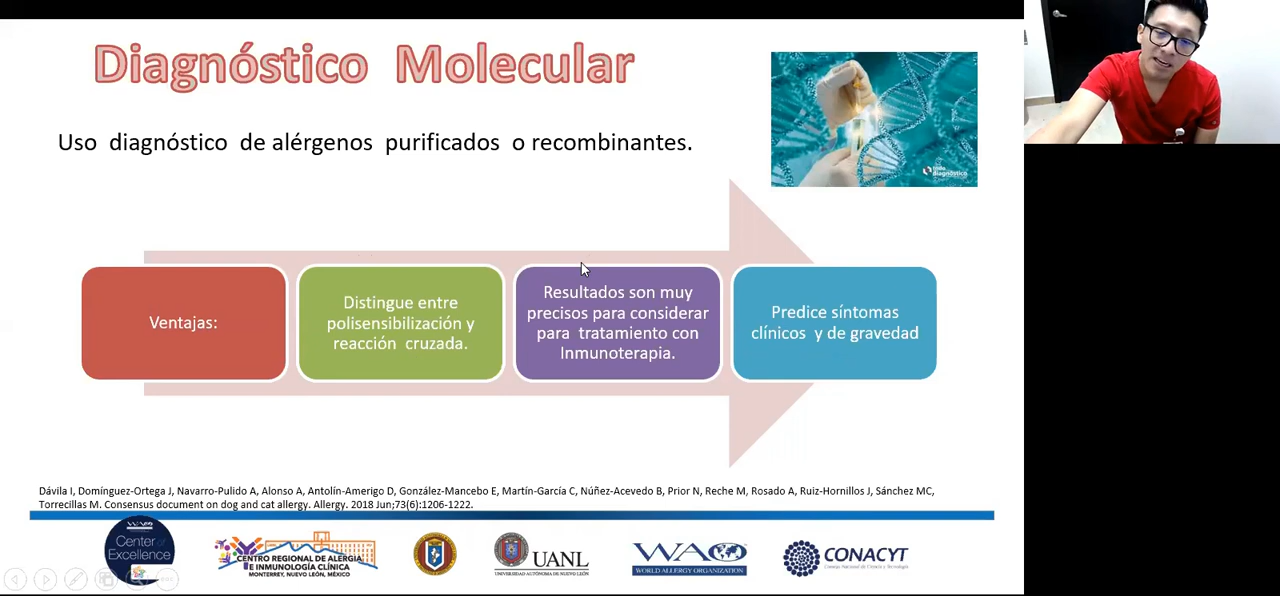 Diagnóstico Molecular
Uso diagnóstico de alérgenos purificados o recombinantes.
todo
diagnóstico
Ventajas:
Distingue entre
polisensibilización y
reacción cruzada.
Resultados son muy
precisos para considerar
para tratamiento con
Inmunoterapia.
Predice síntomas
clínicos y de gravedad
Dávila I, Domínguez-Ortega J, Navarro-Pulido A, Alonso A, Antolín-Amerigo D, González-Mancebo E, Martín-García C, Núñez-Acevedo B, Prior N, Reche M, Rosado A, Ruiz-Hornillos J, Sánchez MC,
Torrecillas M. Consensus document on dog and cat allergy. Allergy. 2018 Jun;73(6):1206-1222.
WAO
Center of
Excellence
CENTRO REGIONAL DE ALERGIA
E INMUNOLOGÍA CLÍNICA
MONTERREY, NUEVO LEÓN, MÉXICO
UANL
UNIVERSIDAD AUTÓNOMA DE NUEVO LEÓN
WAO
WORLD ALLERGY ORGANIZATION
CONACYT
Consejo Nacional de Ciencia y Tecnología